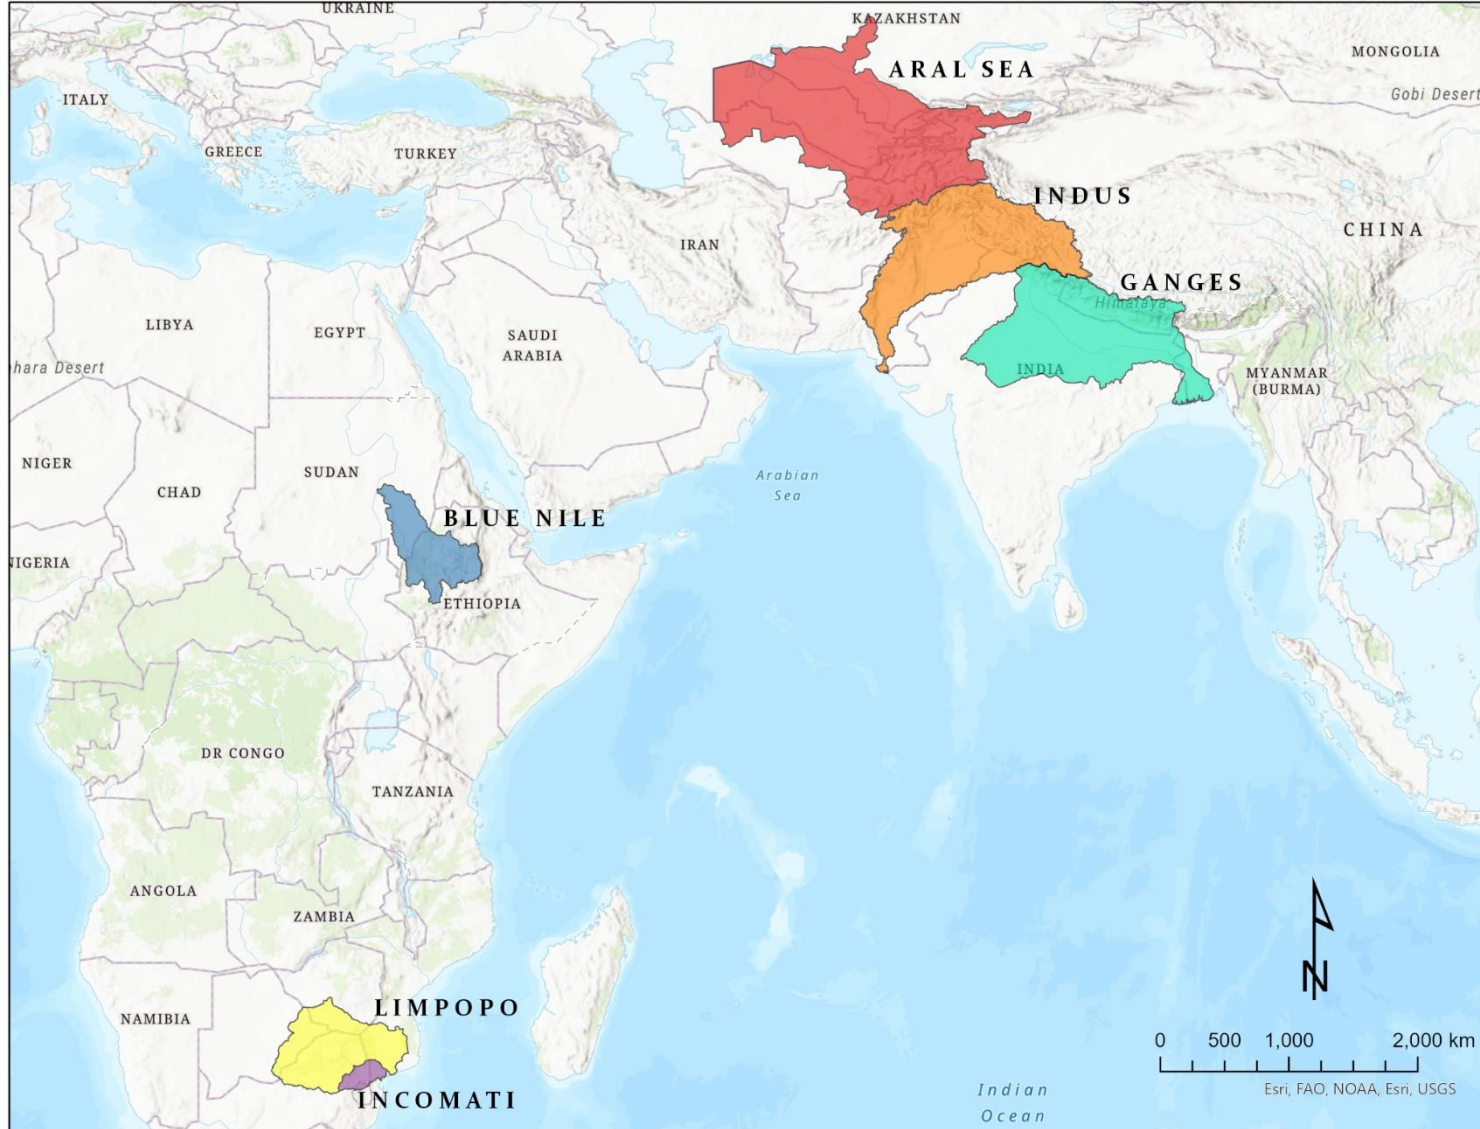 UKRAINE
KAZAKHSTAN
MONGOLIA
ARAL SEA
Gobi Desert
ITALY
GREECE
TURKEY
INDUS
CHINA
IRAN
GANGES
Himalaya
LIBYA
EGYPT
SAUDI
ARABIA
hara Desert
INDIA
MYANMAR
(BURMA)
NIGER
SUDAN
CHAD
Arabian
Sea
BLUE NILE
NIGERIA
ETHIOPIA
DR CONGO
TANZANIA
ANGOLA
ZAMBIA
N
LIMPOPO
NAMIBIA
0 500 1,000 2,000 km
Esri, FAO, NOAA, Esri, USGS
INCOMATI
Indian
Ocean